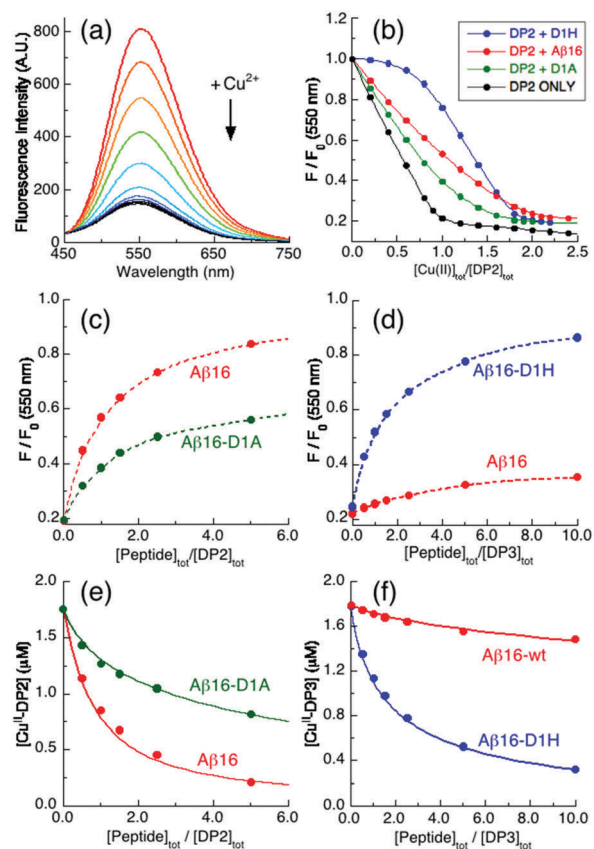 (a)
Fluorescence Intensity (A.U.)
800
600
400
200
0
+Cu²⁺
450 550 650 750
Wavelength (nm)
(b)
F / F₀ (550 nm)
1.2
1.0
0.8
0.6
0.4
0.2
DP2 + D1H
DP2 + Aβ16
DP2 + D1A
DP2 ONLY
0.0 0.5 1.0 1.5 2.0 2.5
[Cu(II)]tot/[DP2]tot
(c)
F / F₀ (550 nm)
1.0
0.8
0.6
0.4
0.2
Aβ16
Aβ16-D1A
0.0 2.0 4.0 6.0
[Peptide]tot/[DP2]tot
(d)
F / F₀ (550 nm)
1.0
0.8
0.6
0.4
0.2
Aβ16-D1H
Aβ16
0.0 2.0 4.0 6.0 8.0 10.0
[Peptide]tot/[DP3]tot
(e)
[Cuᴵᴵ-DP2] (μM)
2.0
1.5
1.0
0.5
0.0
Aβ16-D1A
Aβ16
0.0 2.0 4.0 6.0
[Peptide]tot / [DP2]tot
(f)
[Cuᴵᴵ-DP3] (μM)
2.0
1.6
1.2
0.8
0.4
0.0
Aβ16-wt
Aβ16-D1H
0.0 2.0 4.0 6.0 8.0 10.0
[Peptide]tot / [DP3]tot